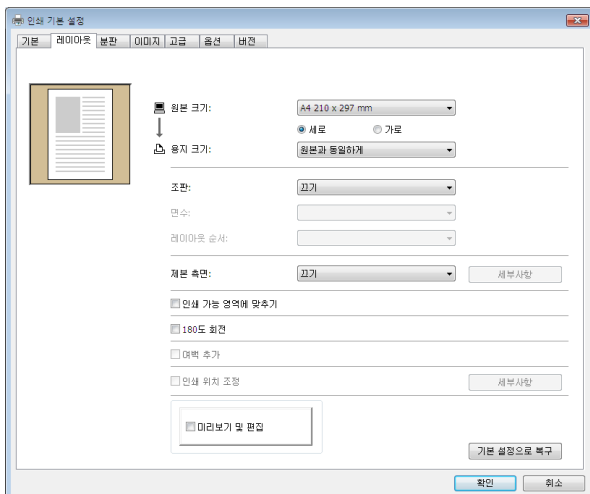 인쇄 기본 설정
기본 레이아웃 분판 이미지 고급 옵션 버전
원본 크기: A4 210 x 297 mm
세로 가로
용지 크기: 원본과 동일하게
조판: 끄기
면수:
레이아웃 순서:
제본 측면: 끄기 세부사항
인쇄 가능 영역에 맞추기
180도 회전
여백 추가
인쇄 위치 조정 세부사항
미리보기 및 편집
기본 설정으로 복구
확인 취소